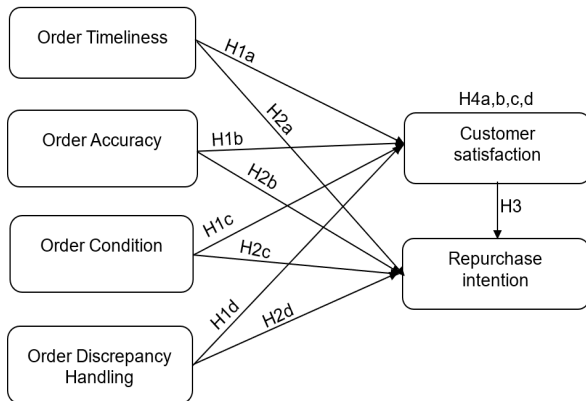 Order Timeliness
H1a
H4a,b,c,d
H2a
Order Accuracy
H1b
Customer
satisfaction
H2b
H1c
H3
Order Condition
H2c
Repurchase
intention
H1d
H2d
Order Discrepancy
Handling